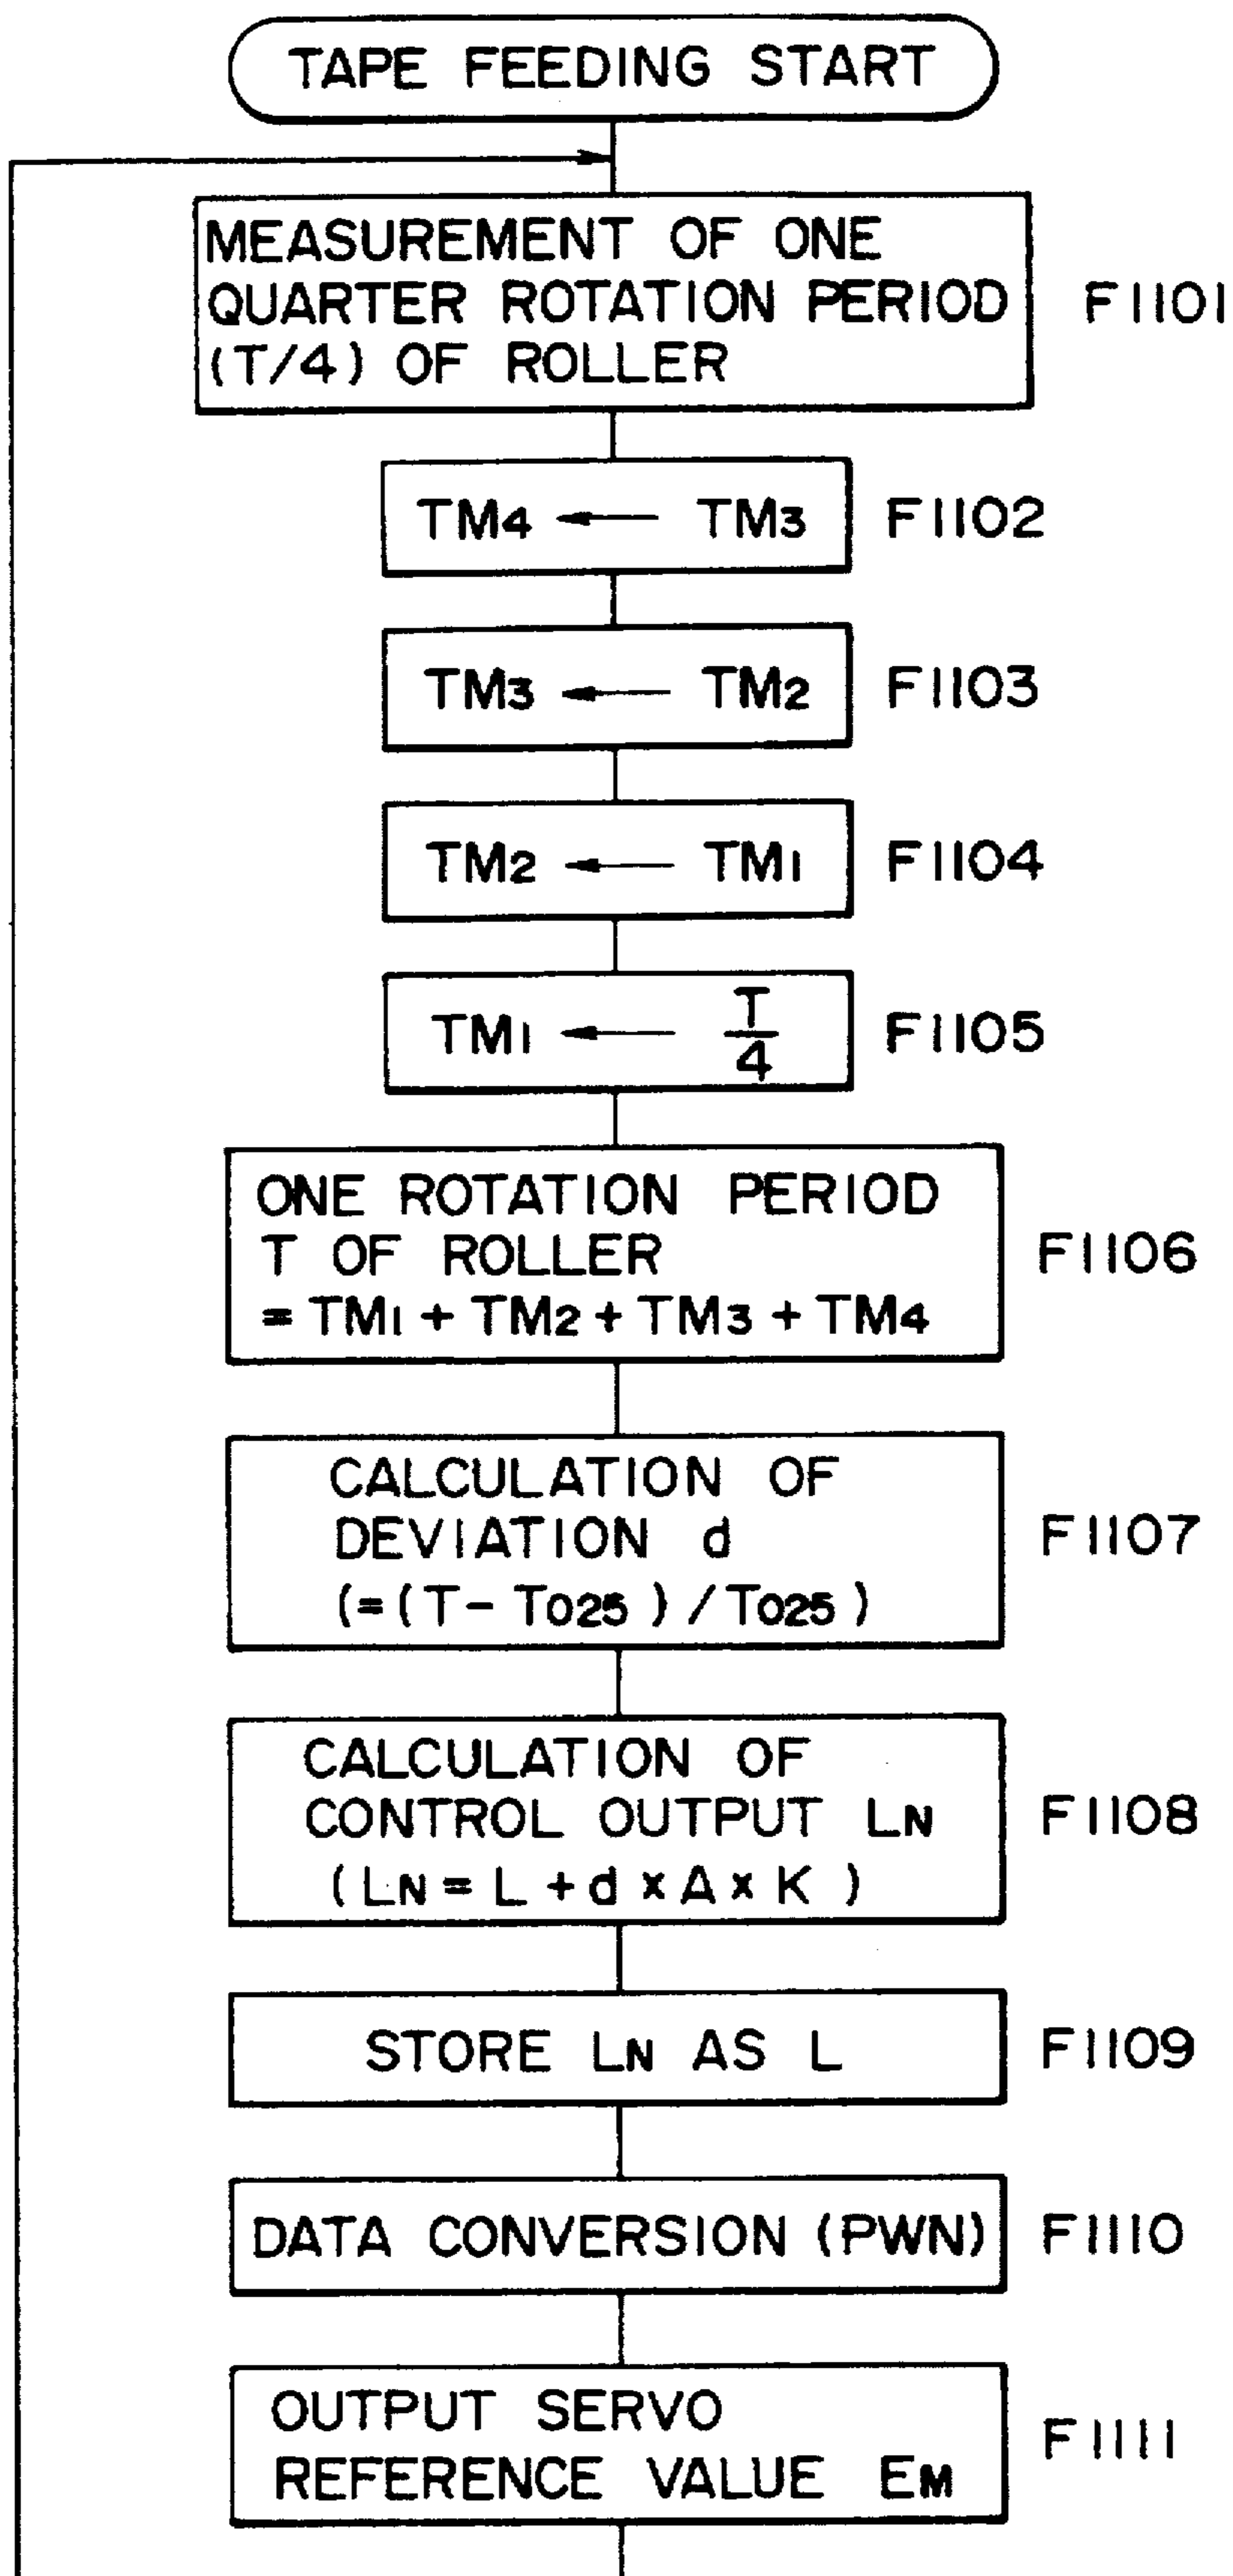 TAPE FEEDING START
MEASUREMENT OF ONE
QUARTER ROTATION PERIOD
(T/4) OF ROLLER
F1101
TM4 ← TM3
F1102
TM3 ← TM2
F1103
TM2 ← TM1
F1104
TM1 ← T/4
F1105
ONE ROTATION PERIOD
T OF ROLLER
= TM1 + TM2 + TM3 + TM4
F1106
CALCULATION OF
DEVIATION d
(=(T- T025)/T025)
F1107
CALCULATION OF
CONTROL OUTPUT LN
(LN = L + d × A × K)
F1108
STORE LN AS L
F1109
DATA CONVERSION (PWN)
F1110
OUTPUT SERVO
REFERENCE VALUE EM
F1111